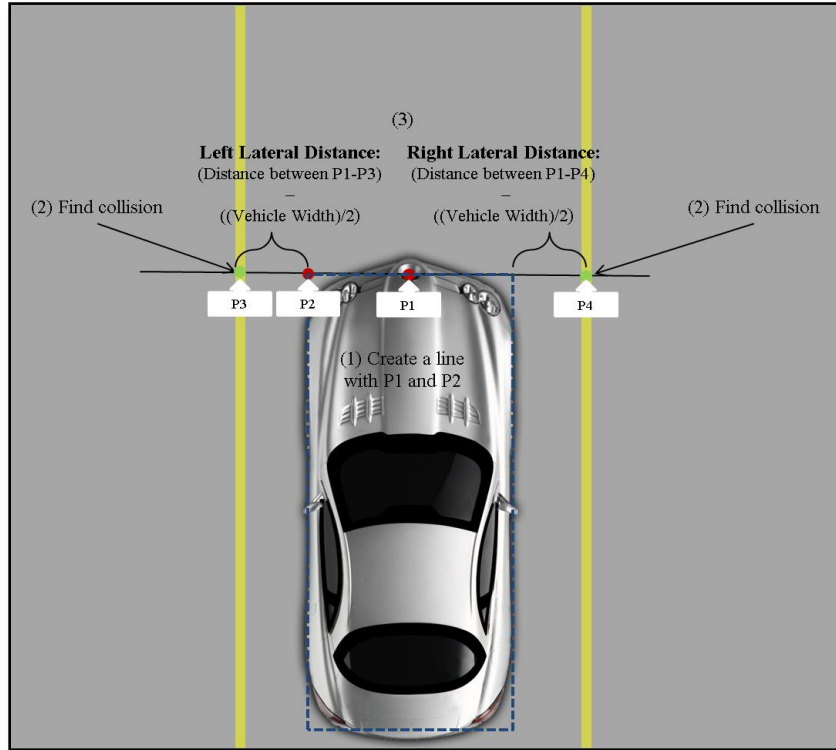 (3)
Left Lateral Distance:
(Distance between P1-P3)
–
((Vehicle Width)/2)
Right Lateral Distance:
(Distance between P1-P4)
–
((Vehicle Width)/2)
(2) Find collision
(2) Find collision
P3
P2
P1
P4
(1) Create a line
with P1 and P2